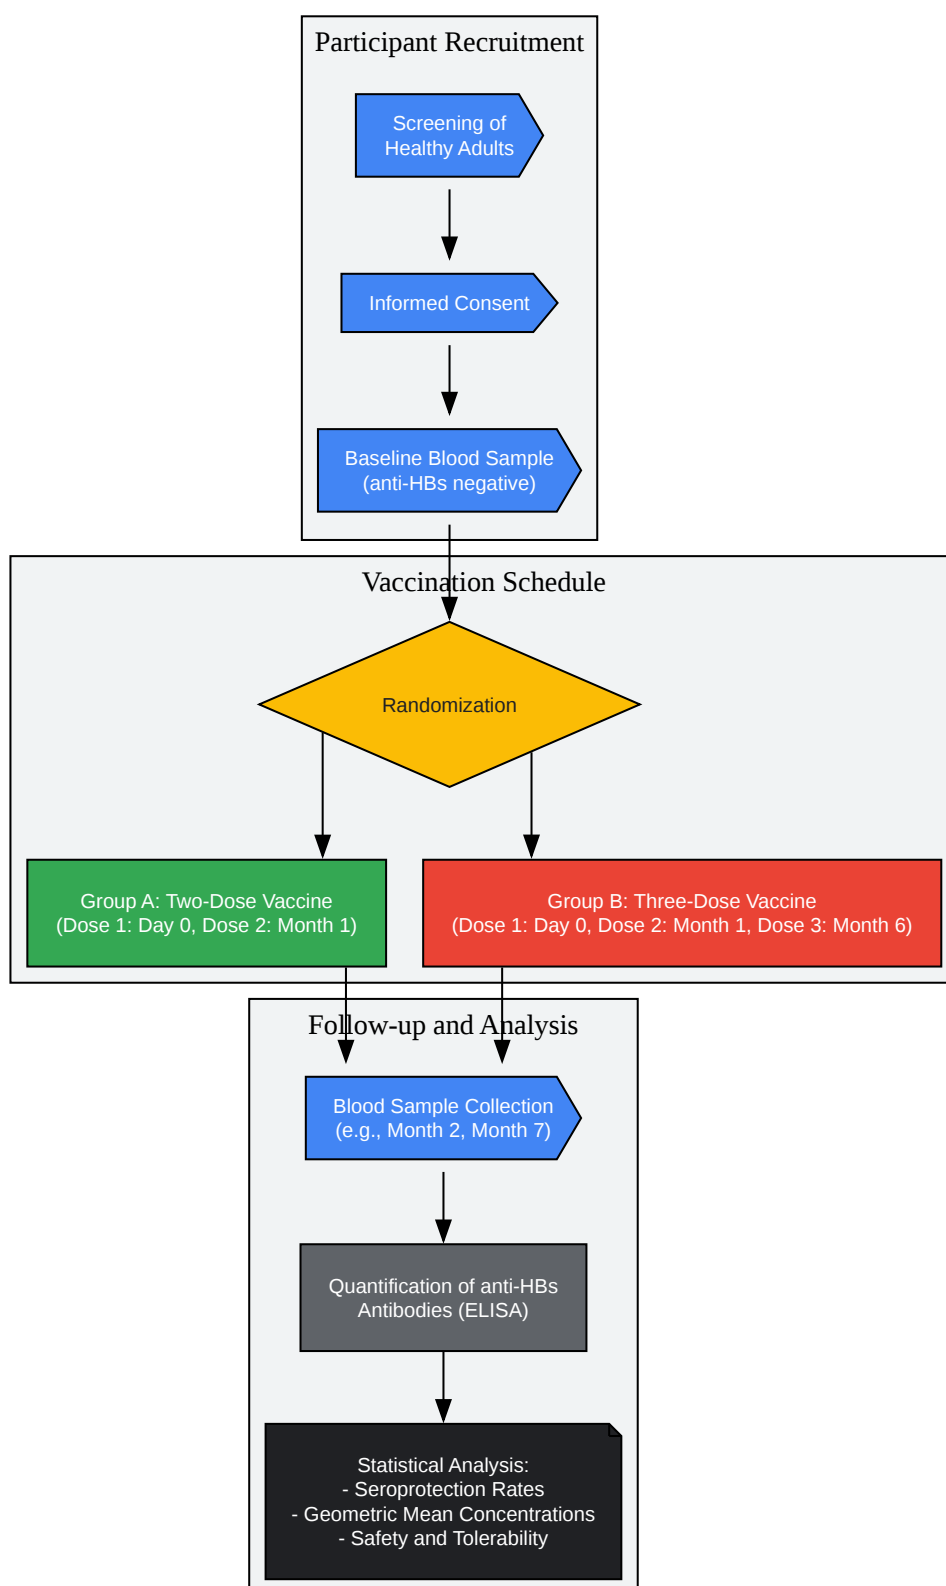 Participant Recruitment
Screening of
Healthy Adults
Informed Consent
Baseline Blood Sample
(anti-HBs negative)
Vaccination Schedule
Randomization
Group A: Two-Dose Vaccine
(Dose 1: Day 0, Dose 2: Month 1)
Group B: Three-Dose Vaccine
(Dose 1: Day 0, Dose 2: Month 1, Dose 3: Month 6)
Follow-up and Analysis
Blood Sample Collection
(e.g., Month 2, Month 7)
Quantification of anti-HBs
Antibodies (ELISA)
Statistical Analysis:
- Seroprotection Rates
- Geometric Mean Concentrations
- Safety and Tolerability